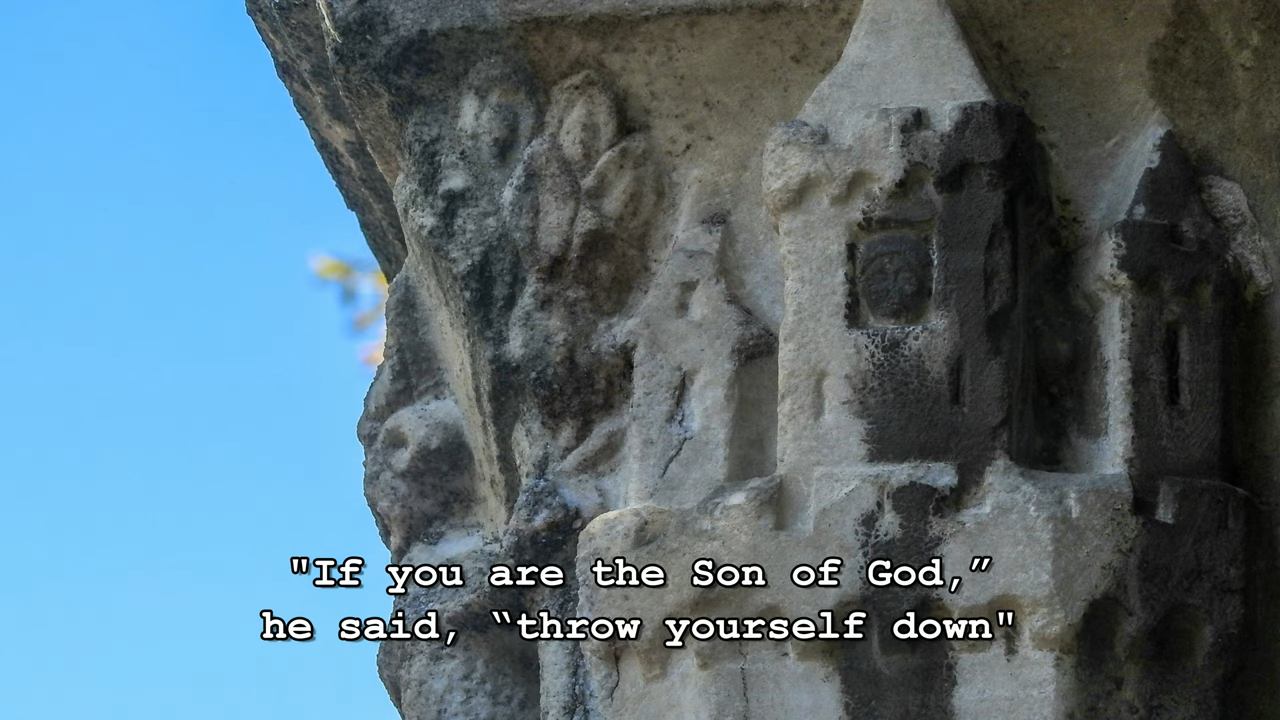 "If you are the Son of God,”
he said, “throw yourself down"